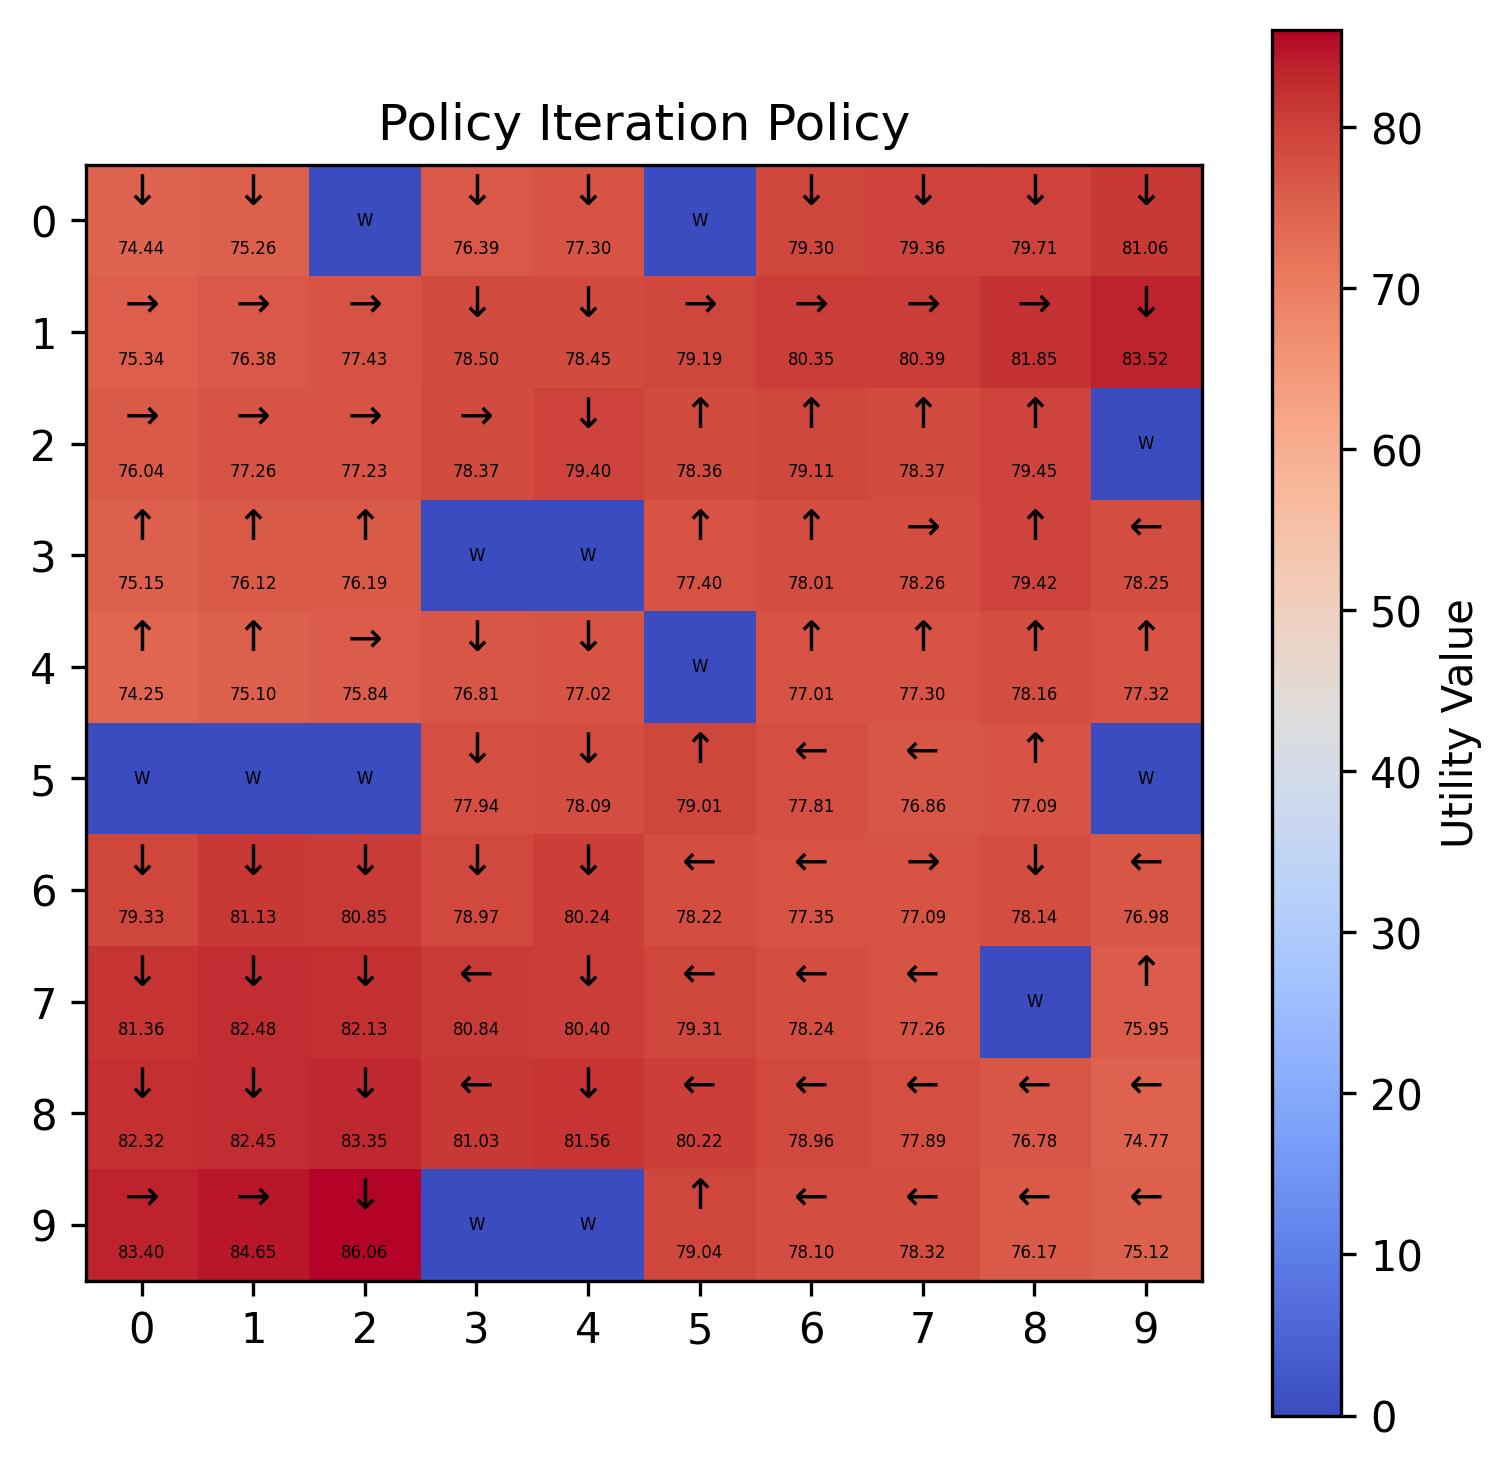 Policy Iteration Policy
0 ↓ ↓ W ↓ ↓ W ↓ ↓ ↓ ↓
74.44 75.26 76.39 77.30 79.30 79.36 79.71 81.06
1 → → → ↓ ↓ → → → → ↓
75.34 76.38 77.43 78.50 78.45 79.19 80.35 80.39 81.85 83.52
2 → → → → ↓ ↑ ↑ ↑ ↑ W
76.04 77.26 77.23 78.37 79.40 78.36 79.11 78.37 79.45
3 ↑ ↑ ↑ W W ↑ ↑ → ↑ ←
75.15 76.12 76.19 77.40 78.01 78.26 79.42 78.25
4 ↑ ↑ → ↓ ↓ W ↑ ↑ ↑ ↑
74.25 75.10 75.84 76.81 77.02 77.01 77.30 78.16 77.32
5 W W W ↓ ↓ ↑ ← ← ↑ W
77.94 78.09 79.01 77.81 76.86 77.09
6 ↓ ↓ ↓ ↓ ↓ ← ← → ↓ ←
79.33 81.13 80.85 78.97 80.24 78.22 77.35 77.09 78.14 76.98
7 ↓ ↓ ↓ ← ↓ ← ← ← W ↑
81.36 82.48 82.13 80.84 80.40 79.31 78.24 77.26 75.95
8 ↓ ↓ ↓ ← ↓ ← ← ← ← ←
82.32 82.45 83.35 81.03 81.56 80.22 78.96 77.89 76.78 74.77
9 → → ↓ W W ↑ ← ← ← ←
83.40 84.65 86.06 79.04 78.10 78.32 76.17 75.12
0 1 2 3 4 5 6 7 8 9
80
70
60
50
40
30
20
10
0
Utility Value